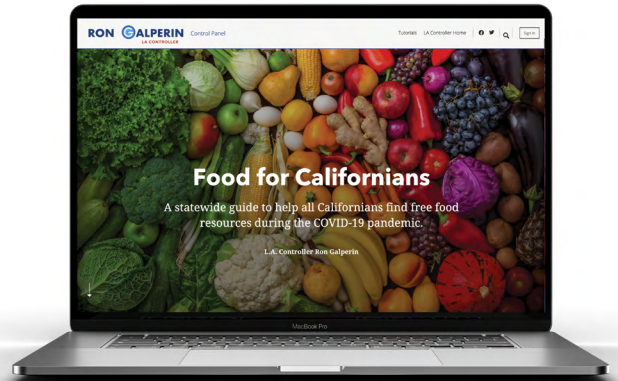 RON GALPERIN Control Panel Tutorials LA Controller Home Sign In
LA CONTROLLER
Food for Californians
A statewide guide to help all Californians find free food
resources during the COVID-19 pandemic.
L.A. Controller Ron Galperin
MacBook Pro